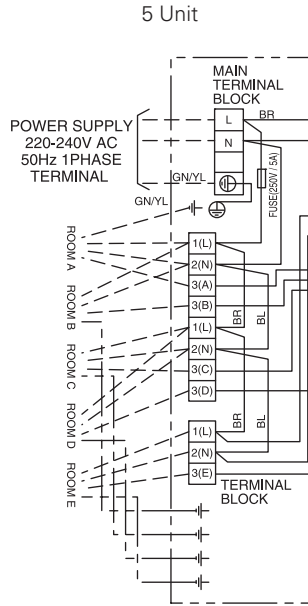 5 Unit
MAIN
TERMINAL
BLOCK
POWER SUPPLY
220-240V AC
50Hz 1PHASE
TERMINAL
L
BR
N
GN/YL
GN/YL
FUSE(250V / 5A)
ROOM A
ROOM B
ROOM C
ROOM D
ROOM E
1(L)
2(N)
3(A)
3(B)
1(L)
2(N)
3(C)
3(D)
BR
BL
BR
BL
1(L)
2(N)
3(E)
TERMINAL
BLOCK